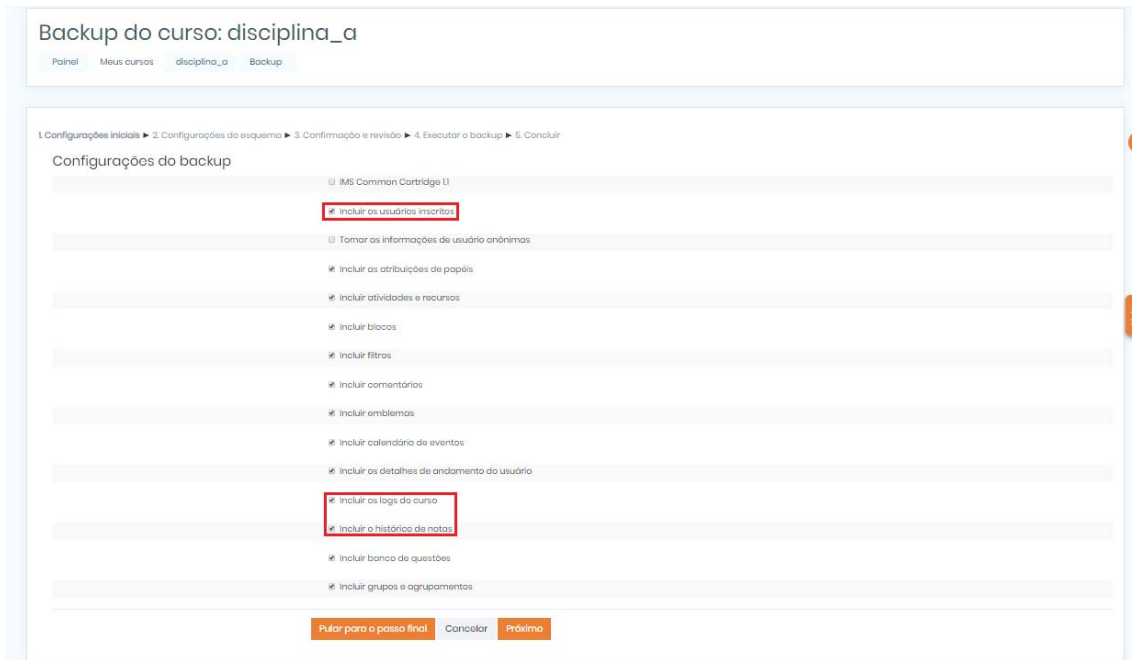 Backup do curso: disciplina_a
Painel Meus cursos disciplina_a Backup
1. Configurações iniciais ► 2. Configurações do esquema ► 3. Confirmação e revisão ► 4. Executar o backup ► 5. Concluir
Configurações do backup
IMS Common Cartridge 1.1
Incluir os usuários inscritos
Tornar as informações de usuário anônimas
Incluir as atribuições de papéis
Incluir atividades e recursos
Incluir blocos
Incluir filtros
Incluir comentários
Incluir emblemas
Incluir calendário de eventos
Incluir os detalhes de andamento do usuário
Incluir os logs do curso
Incluir o histórico de notas
Incluir banco de questões
Incluir grupos e agrupamentos
Pular para o passo final Cancelar Próximo